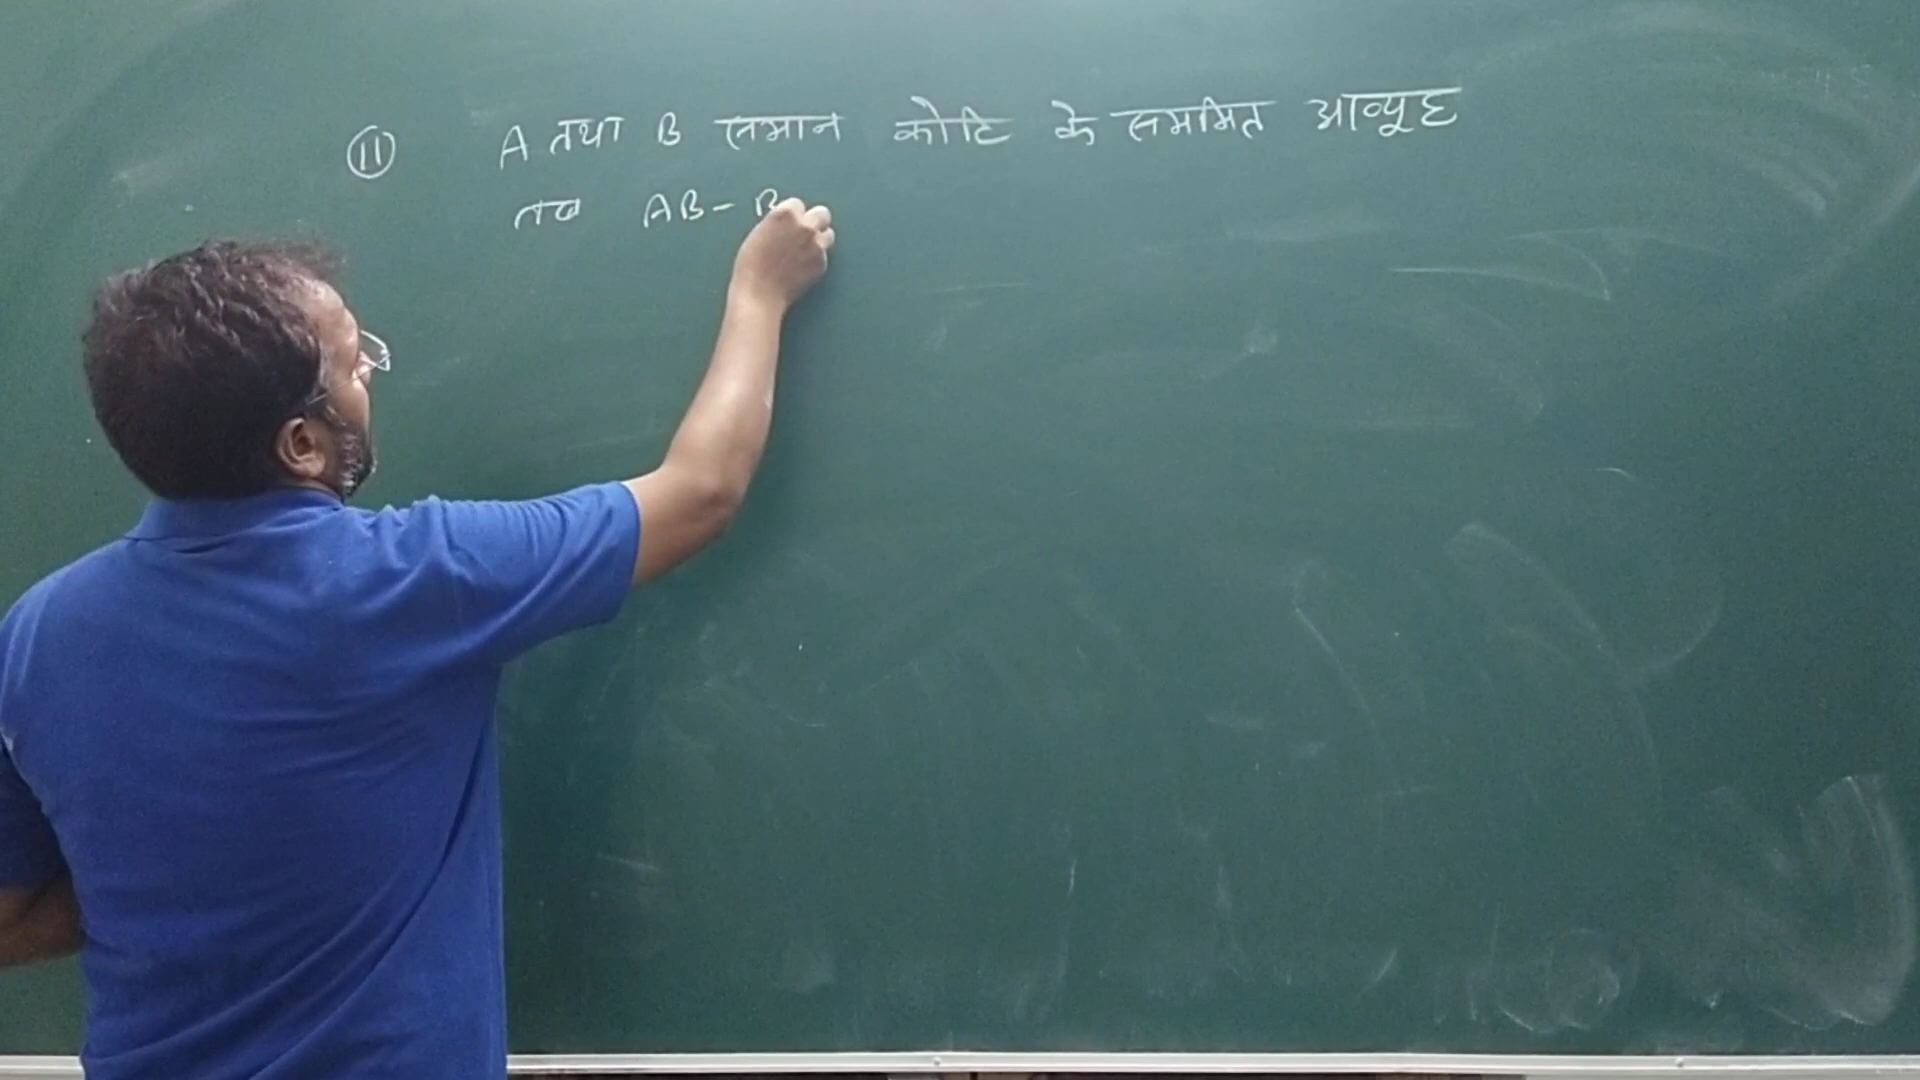 (11) A तथा B समान कोटि के सममित आव्यूह
तब AB - B